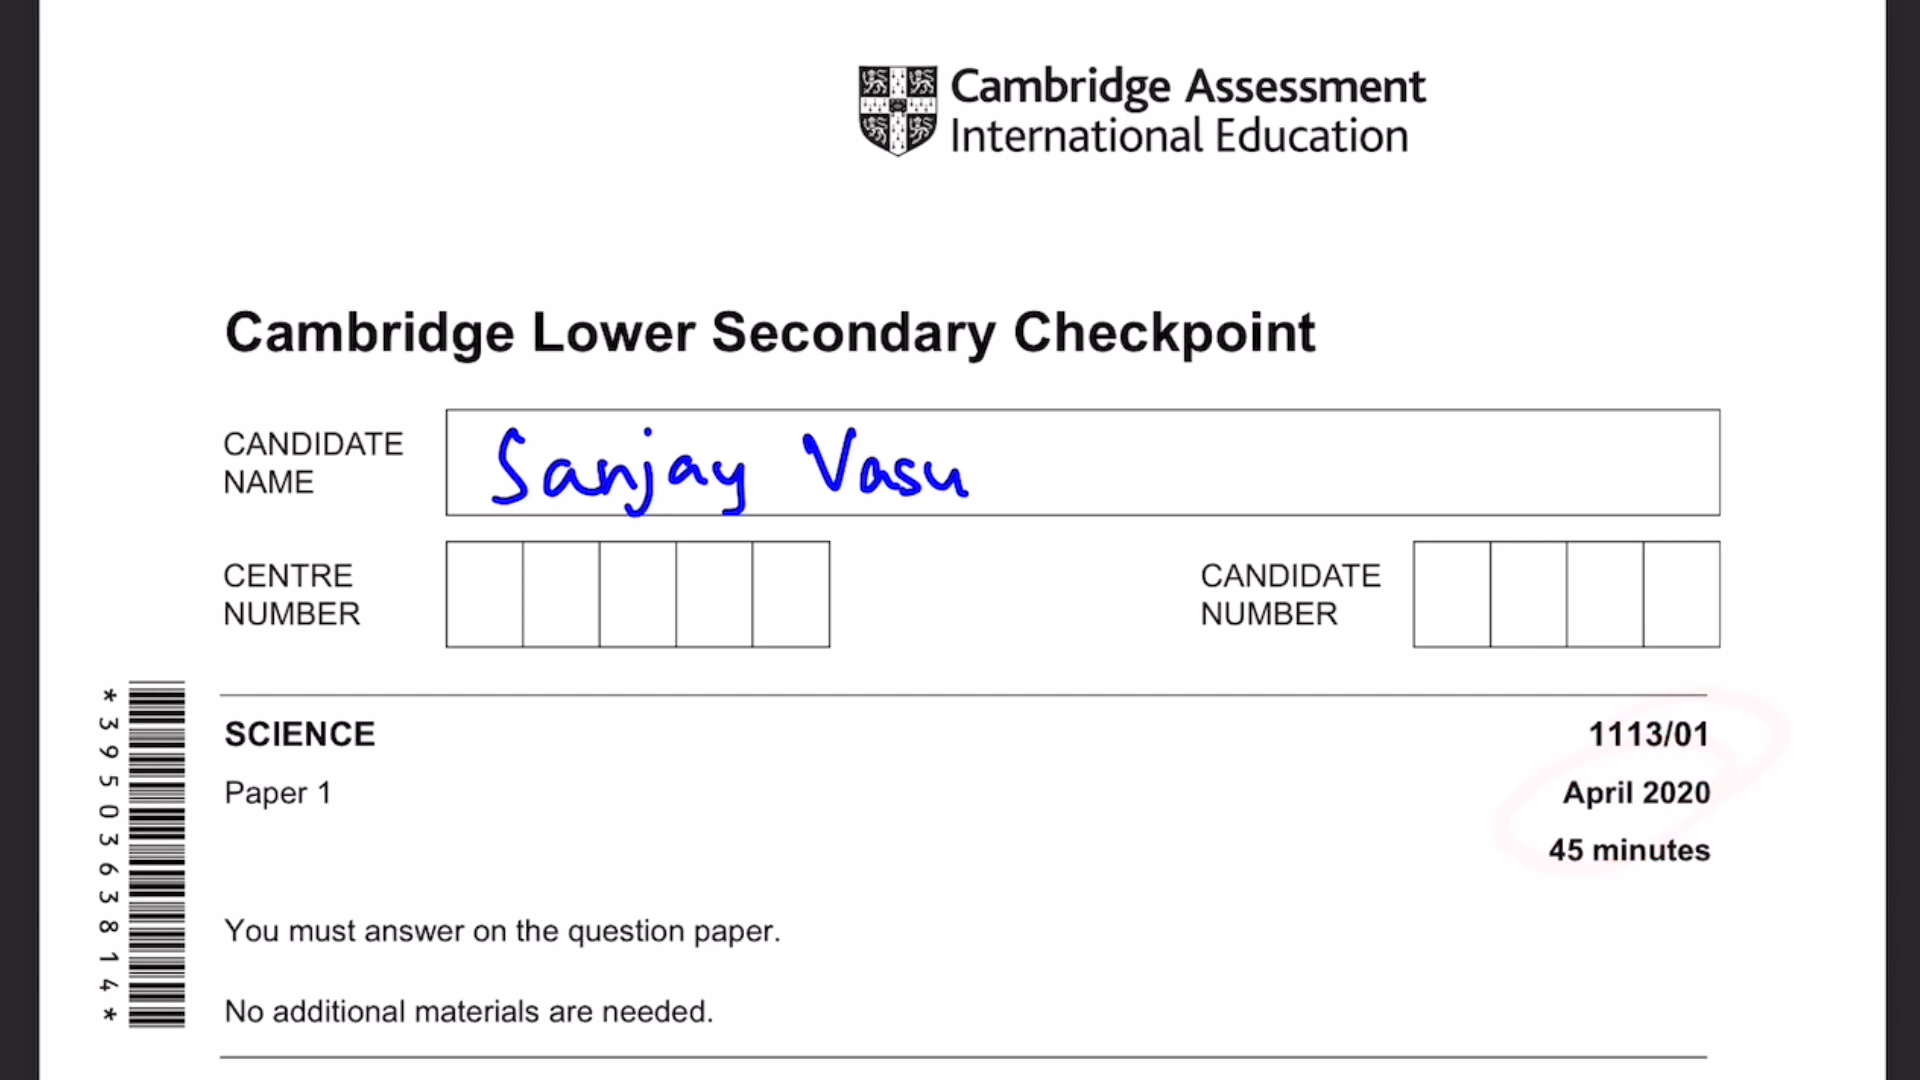 Cambridge Assessment
International Education
Cambridge Lower Secondary Checkpoint
CANDIDATE
NAME
Sanjay Vasu
CENTRE
NUMBER
CANDIDATE
NUMBER
SCIENCE
1113/01
Paper 1
April 2020
45 minutes
You must answer on the question paper.
No additional materials are needed.
*3950363814*